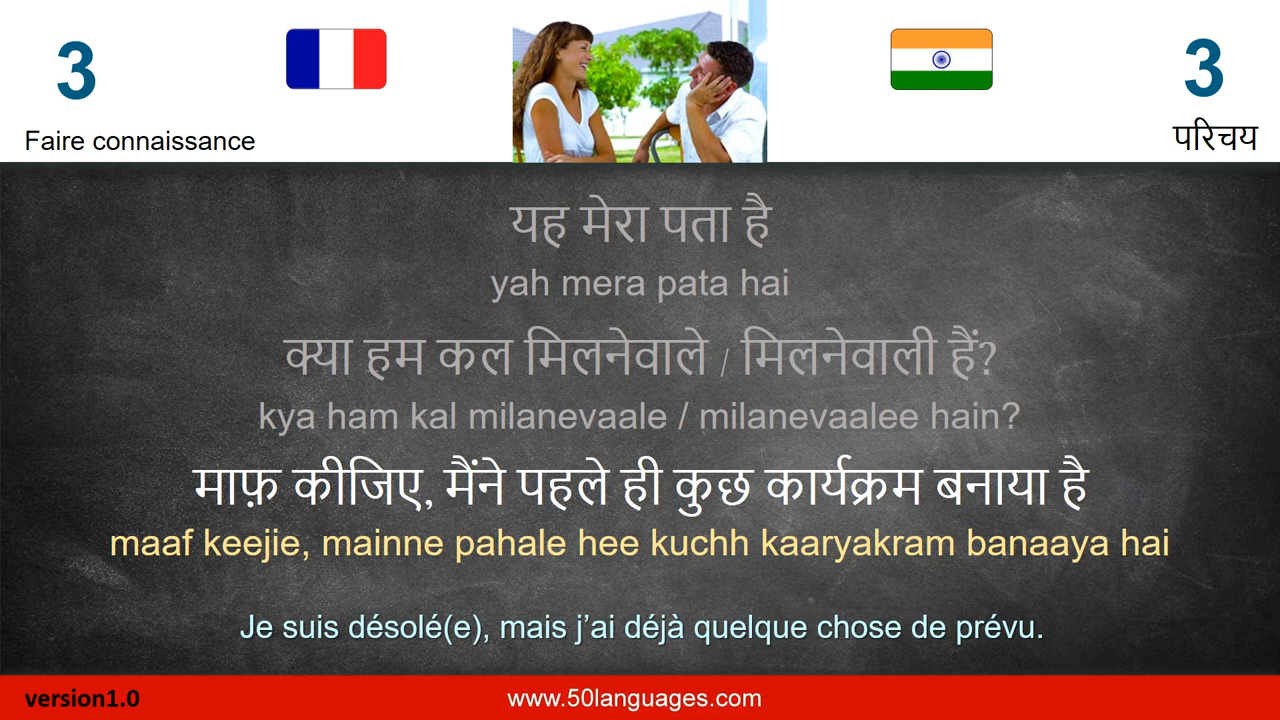 3
3
Faire connaissance
परिचय
यह मेरा पता है
yah mera pata hai
क्या हम कल मिलनेवाले / मिलनेवाली हैं?
kya ham kal milanevaale / milanevaalee hain?
माफ़ कीजिए, मैंने पहले ही कुछ कार्यक्रम बनाया है
maaf keejie, mainne pahale hee kuchh kaaryakram banaaya hai
Je suis désolé(e), mais j’ai déjà quelque chose de prévu.
version1.0
www.50languages.com